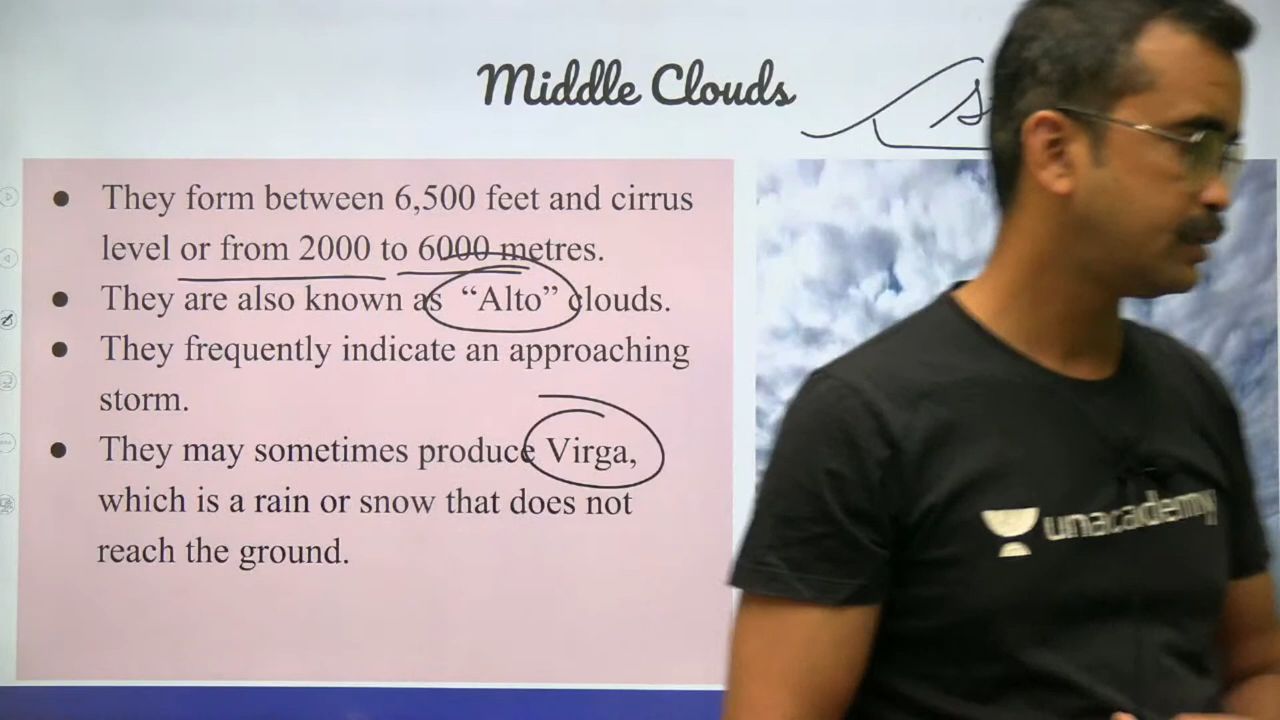 Middle Clouds
● They form between 6,500 feet and cirrus
level or from 2000 to 6000 metres.
● They are also known as “Alto” clouds.
● They frequently indicate an approaching
storm.
● They may sometimes produce Virga,
which is a rain or snow that does not
reach the ground.
unacademy